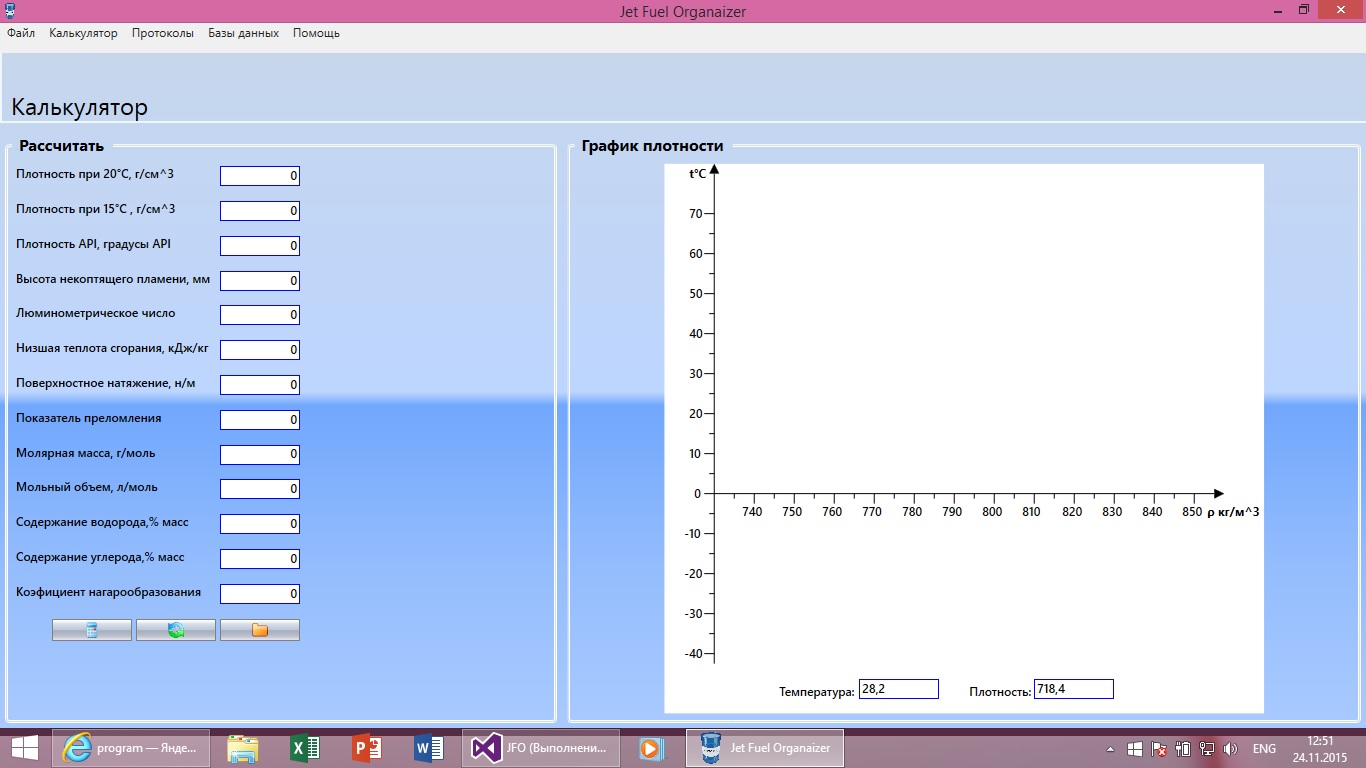 Jet Fuel Organaizer
Файл Калькулятор Протоколы Базы данных Помощь
Калькулятор
Рассчитать
Плотность при 20°С, г/см^3 0
Плотность при 15°С , г/см^3 0
Плотность API, градусы API 0
Высота некоптящего пламени, мм 0
Люминометрическое число 0
Низшая теплота сгорания, кДж/кг 0
Поверхностное натяжение, н/м 0
Показатель преломления 0
Молярная масса, г/моль 0
Мольный объем, л/моль 0
Содержание водорода,% масс 0
Содержание углерода,% масс 0
Коэфициент нагарообразования 0
График плотности
t°C
70
60
50
40
30
20
10
0
740 750 760 770 780 790 800 810 820 830 840 850 ρ кг/м^3
-10
-20
-30
-40
Температура: 28,2 Плотность: 718,4
program — Янде... JFO (Выполнени... Jet Fuel Organaizer ENG 12:51
24.11.2015